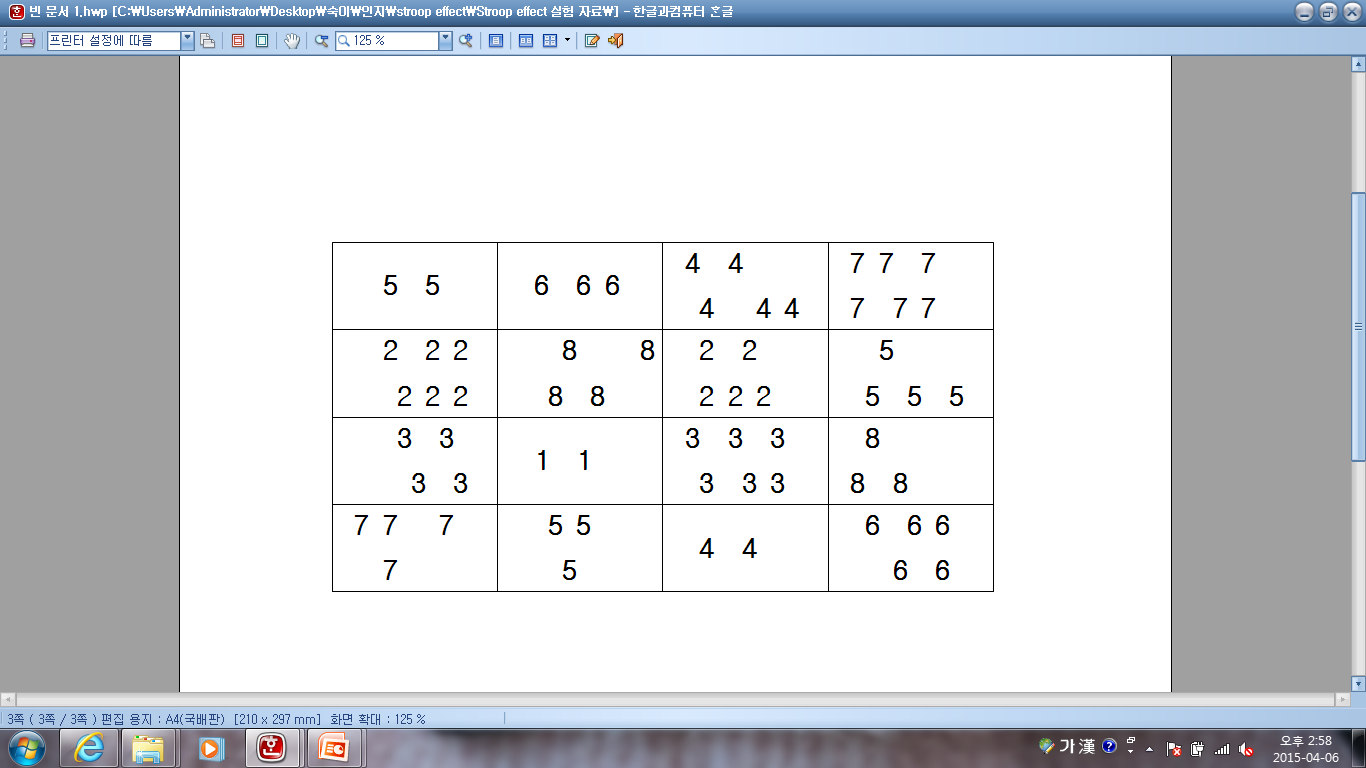 빈 문서 1.hwp [C:\Users\Administrator\Desktop\숙이\인지\stroop effect\Stroop effect 실험 자료\] - 한글과컴퓨터 한글
프린터 설정에 따름 125 %
5 5
6 6 6
4 4
4 4 4
7 7 7
7 7 7
2 2 2
2 2 2
8 8
8 8
2 2
2 2 2
5
5 5 5
3 3
3 3
1 1
3 3 3
3 3 3
8
8 8
7 7 7
7
5 5
5
4 4
6 6 6
6 6
3쪽 ( 3쪽 / 3쪽 ) 편집 용지 : A4(국배판) [210 x 297 mm] 화면 확대 : 125 %
가 漢
오후 2:58
2015-04-06